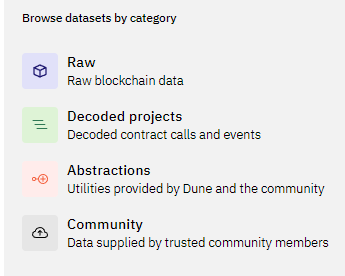 Browse datasets by category
Raw
Raw blockchain data
Decoded projects
Decoded contract calls and events
Abstractions
Utilities provided by Dune and the community
Community
Data supplied by trusted community members